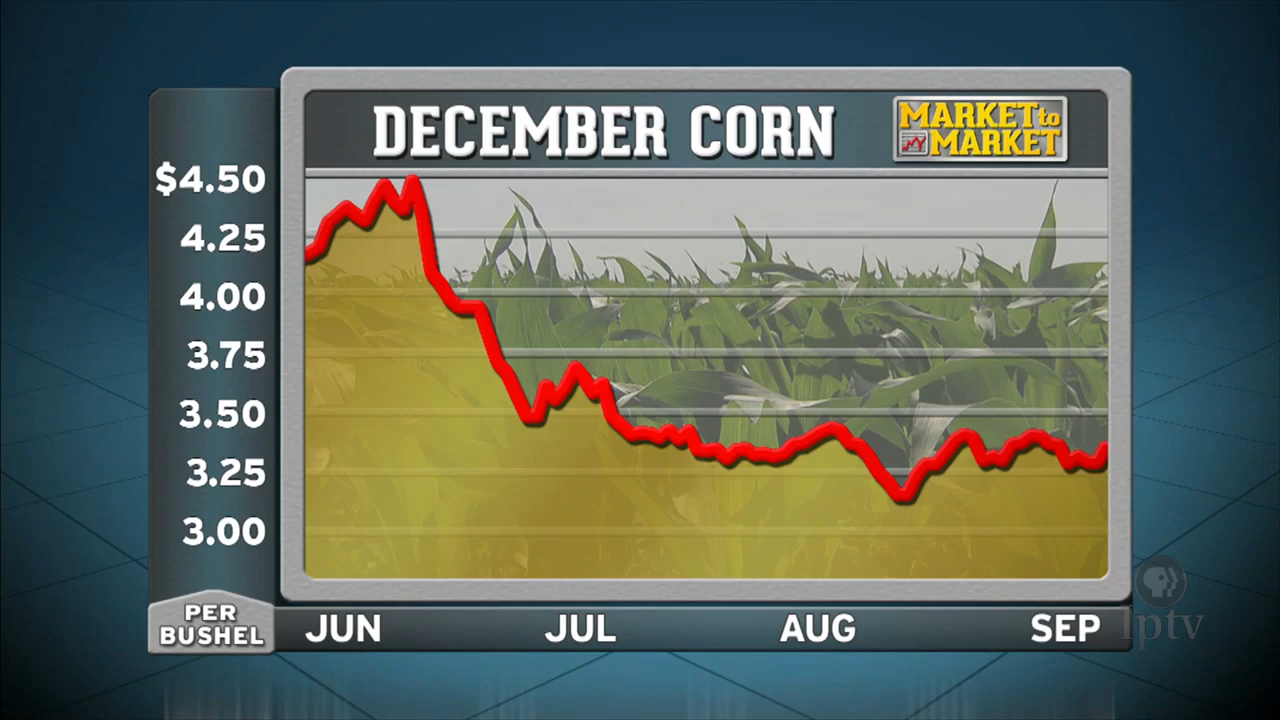 DECEMBER CORN
MARKET to
MARKET
$4.50
4.25
4.00
3.75
3.50
3.25
3.00
PER
BUSHEL
JUN JUL AUG SEP
iptv